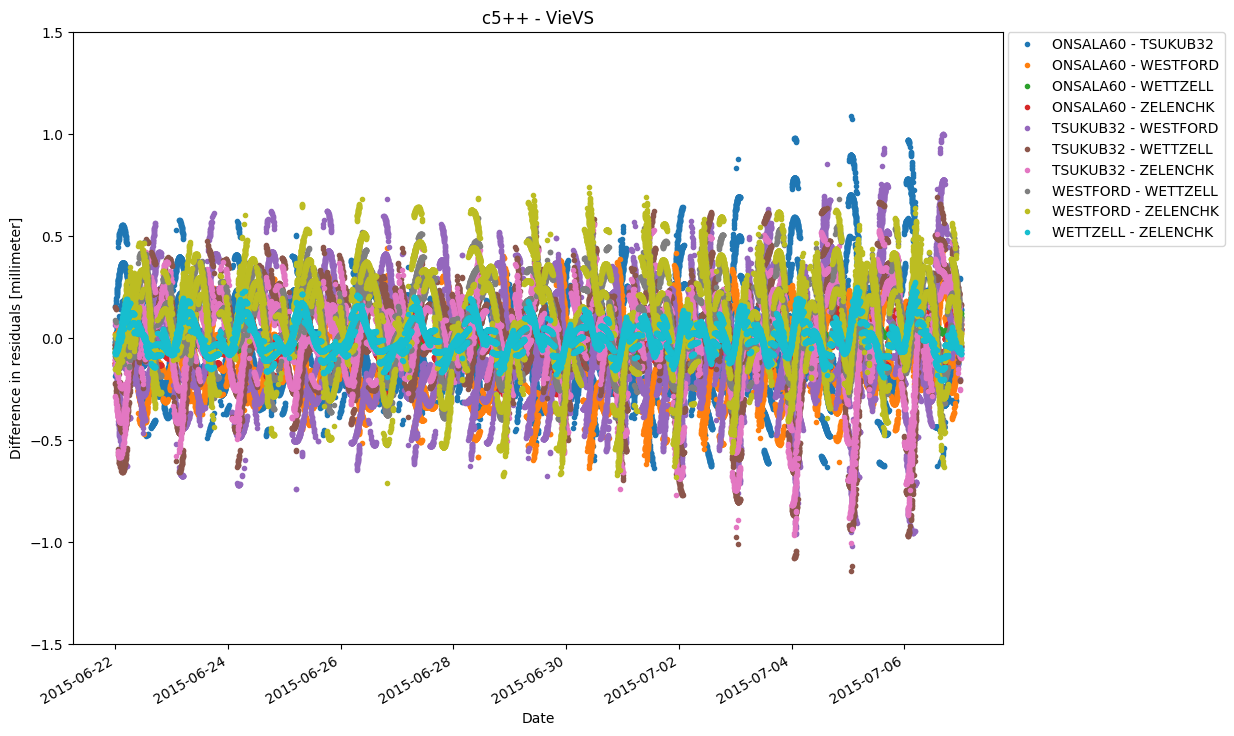 c5++ - VieVS
1.5
1.0
0.5
0.0
−0.5
−1.0
−1.5
Difference in residuals [millimeter]
2015-06-22
2015-06-24
2015-06-26
2015-06-28
2015-06-30
2015-07-02
2015-07-04
2015-07-06
Date
ONSALA60 - TSUKUB32
ONSALA60 - WESTFORD
ONSALA60 - WETTZELL
ONSALA60 - ZELENCHK
TSUKUB32 - WESTFORD
TSUKUB32 - WETTZELL
TSUKUB32 - ZELENCHK
WESTFORD - WETTZELL
WESTFORD - ZELENCHK
WETTZELL - ZELENCHK